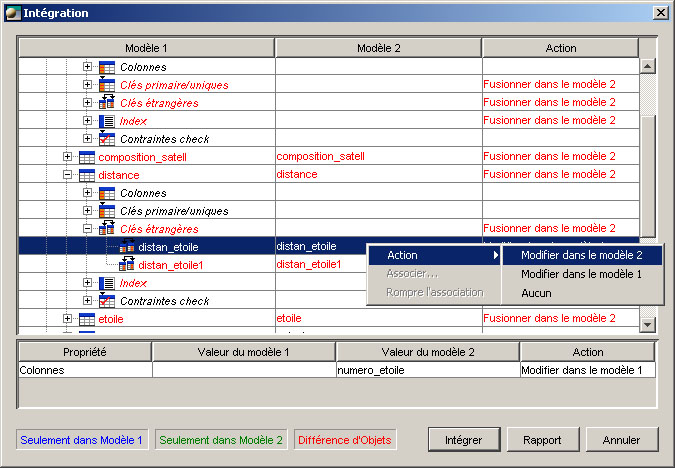 Intégration
Modèle 1 Modèle 2 Action
Colonnes
Clés primaire/uniques Fusionner dans le modèle 2
Clés étrangères Fusionner dans le modèle 2
Index Fusionner dans le modèle 2
Contraintes check
composition_satell composition_satell Fusionner dans le modèle 2
distance distance Fusionner dans le modèle 2
Colonnes
Clés primaire/uniques
Clés étrangères Fusionner dans le modèle 2
distan_etoile distan_etoile
Action Modifier dans le modèle 2
distan_etoile1 distan_etoile1
Associer... Modifier dans le modèle 1
Index
Rompre l'association Aucun
Contraintes check
etoile etoile Fusionner dans le modèle 2
Propriété Valeur du modèle 1 Valeur du modèle 2 Action
Colonnes numero_etoile Modifier dans le modèle 1
Seulement dans Modèle 1 Seulement dans Modèle 2 Différence d'Objets Intégrer Rapport Annuler